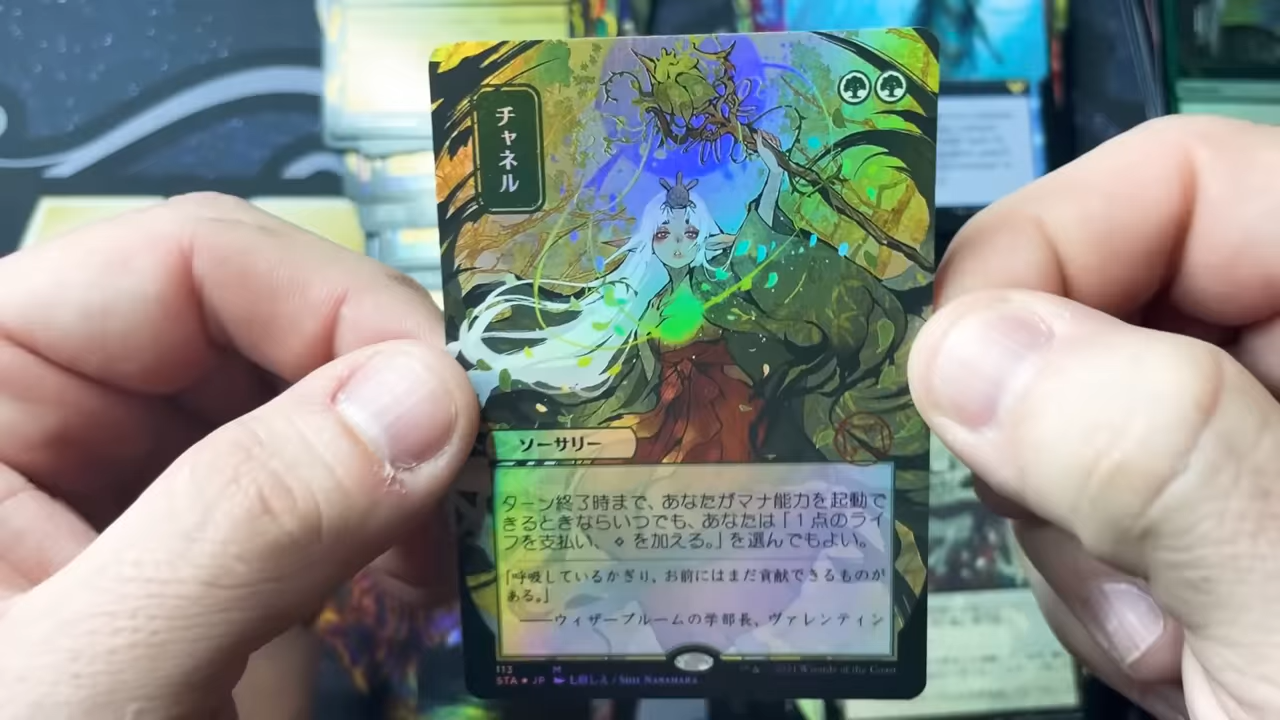 チャネル
ソーサリー
ターン終了時まで、あなたがマナ能力を起動で
きるときならいつでも、あなたは「１点のライ
フを支払い、を加える。」を選んでもよい。
「呼吸しているかぎり、お前にはまだ貢献できるものが
ある。」
――ウィザーブルームの学部長、ヴァレンティン
113 M
STA ★ JP
2021 Wizards of the Coast